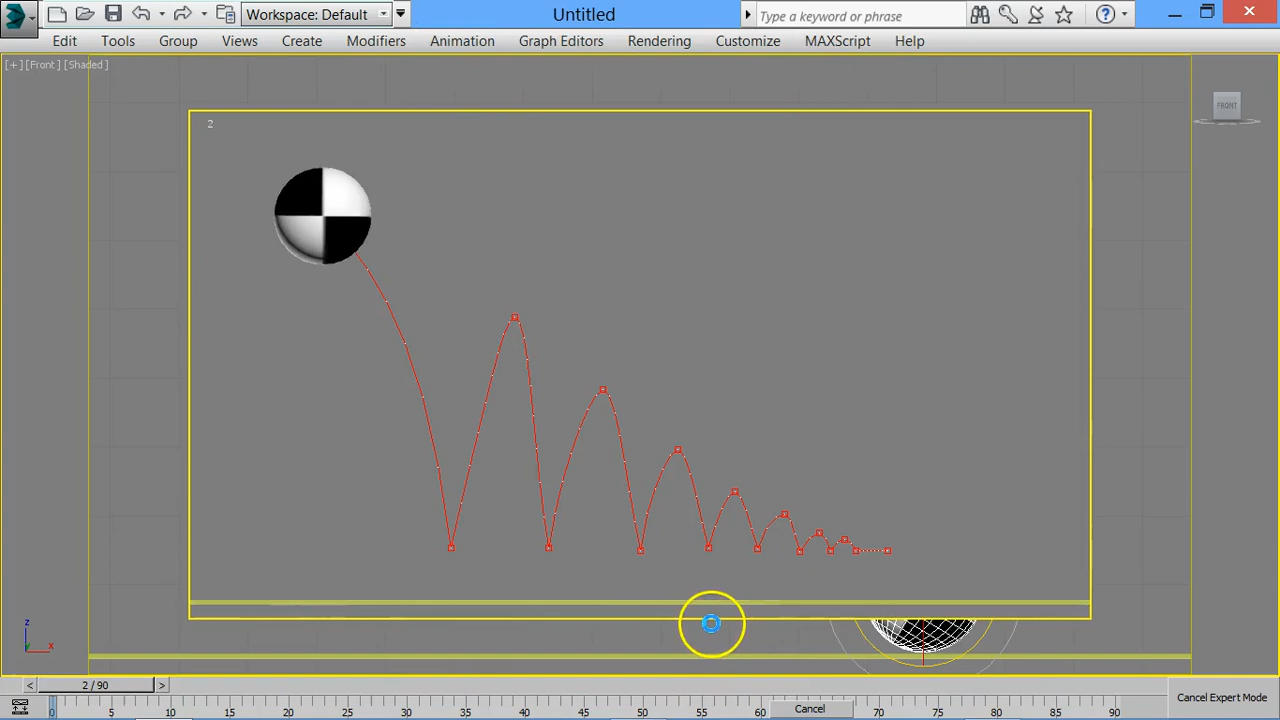 Workspace: Default
Untitled
Type a keyword or phrase
Edit Tools Group Views Create Modifiers Animation Graph Editors Rendering Customize MAXScript Help
[+] [Front] [Shaded]
FRONT
2
z
x
< 2 / 90 >
0 5 10 15 20 25 30 35 40 45 50 55 60 70 75 80 85 90
Cancel
Cancel Expert Mode